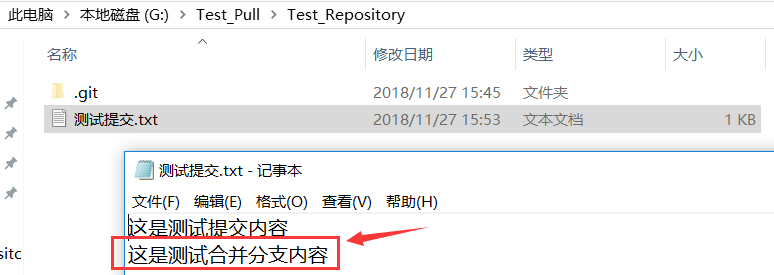 此电脑 > 本地磁盘 (G:) > Test_Pull > Test_Repository
名称 修改日期 类型 大小
.git 2018/11/27 15:45 文件夹
测试提交.txt 2018/11/27 15:53 文本文档 1 KB
测试提交.txt - 记事本
文件(F) 编辑(E) 格式(O) 查看(V) 帮助(H)
这是测试提交内容
这是测试合并分支内容
sitc